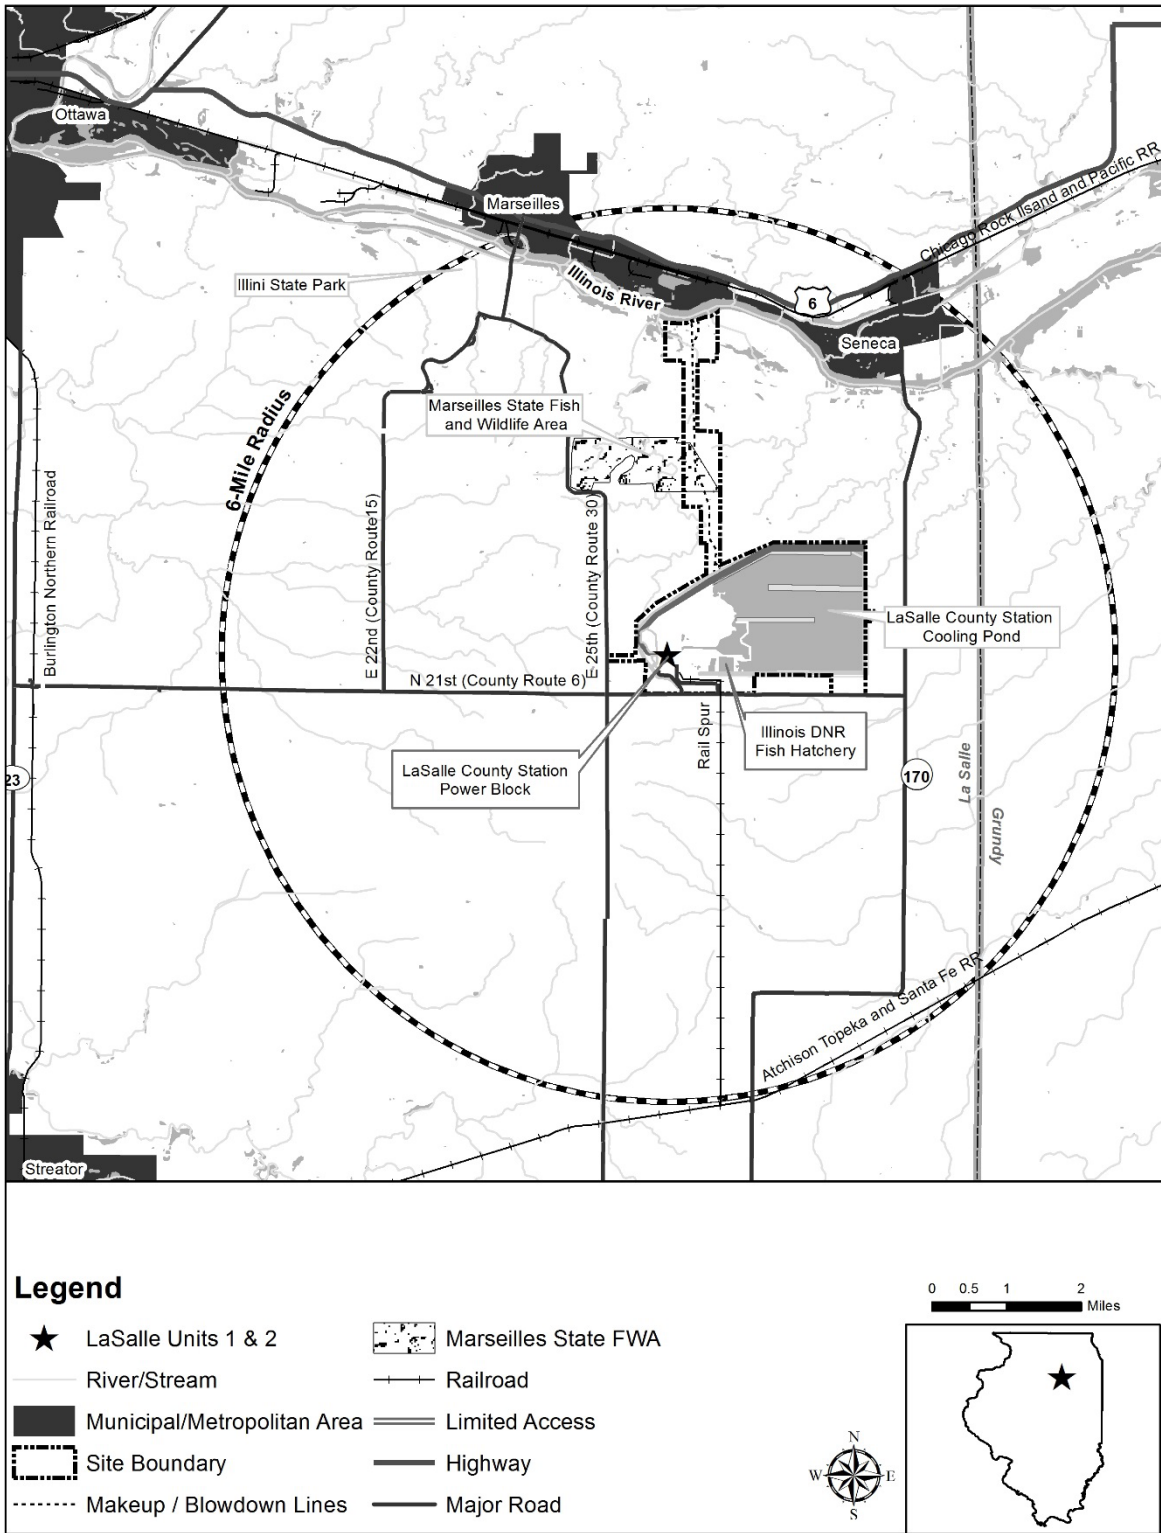 Ottawa
Marseilles
Chicago Rock Ilsand and Pacific RR
Illini State Park
Illinois River
6
Seneca
6-Mile Radius
Marseilles State Fish
and Wildlife Area
Burlington Northern Railroad
E 22nd (County Route15)
E 25th (County Route 30)
LaSalle County Station
Cooling Pond
N 21st (County Route 6)
Rail Spur
Illinois DNR
Fish Hatchery
LaSalle County Station
Power Block
23
170
La Salle
Grundy
Atchison Topeka and Santa Fe RR
Streator
Legend
LaSalle Units 1 & 2
River/Stream
Municipal/Metropolitan Area
Site Boundary
Makeup / Blowdown Lines
Marseilles State FWA
Railroad
Limited Access
Highway
Major Road
0 0.5 1 2
Miles
N
W E
S